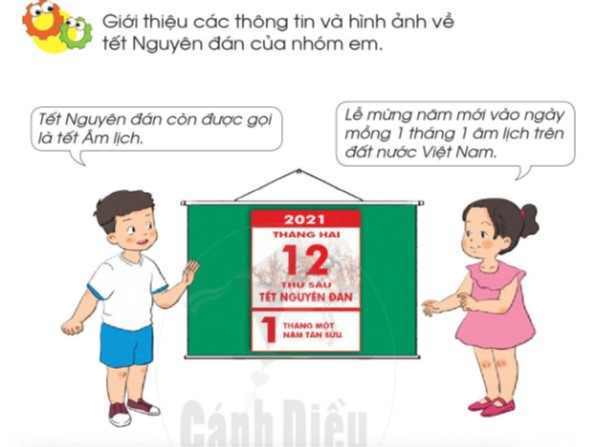 Giới thiệu các thông tin và hình ảnh về
tết Nguyên đán của nhóm em.
Tết Nguyên đán còn được gọi
là tết Âm lịch.
Lễ mừng năm mới vào ngày
mồng 1 tháng 1 âm lịch trên
đất nước Việt Nam.
2021
THÁNG HAI
12
THỨ SÁU
TẾT NGUYÊN ĐÁN
1
THÁNG MỘT
NĂM TÂN SỬU
Cánh Diều